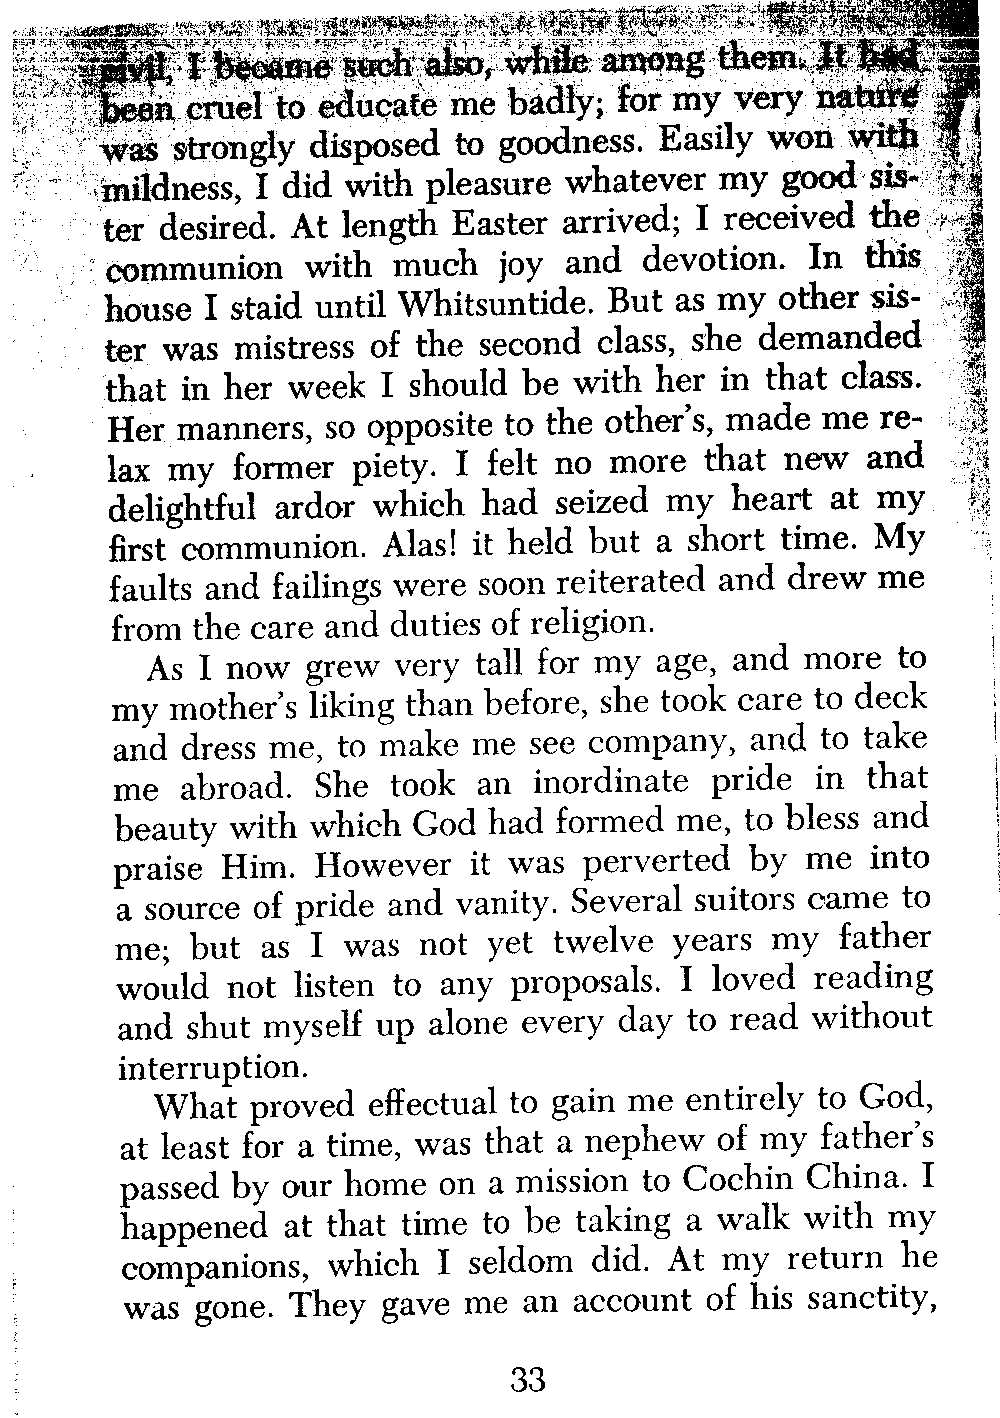 civil, I became such also, while among them. It had
been cruel to educate me badly; for my very nature
was strongly disposed to goodness. Easily won with
mildness, I did with pleasure whatever my good sis-
ter desired. At length Easter arrived; I received the
communion with much joy and devotion. In this
house I staid until Whitsuntide. But as my other sis-
ter was mistress of the second class, she demanded
that in her week I should be with her in that class.
Her manners, so opposite to the other's, made me re-
lax my former piety. I felt no more that new and
delightful ardor which had seized my heart at my
first communion. Alas! it held but a short time. My
faults and failings were soon reiterated and drew me
from the care and duties of religion.
As I now grew very tall for my age, and more to
my mother's liking than before, she took care to deck
and dress me, to make me see company, and to take
me abroad. She took an inordinate pride in that
beauty with which God had formed me, to bless and
praise Him. However it was perverted by me into
a source of pride and vanity. Several suitors came to
me; but as I was not yet twelve years my father
would not listen to any proposals. I loved reading
and shut myself up alone every day to read without
interruption.
What proved effectual to gain me entirely to God,
at least for a time, was that a nephew of my father's
passed by our home on a mission to Cochin China. I
happened at that time to be taking a walk with my
companions, which I seldom did. At my return he
was gone. They gave me an account of his sanctity,
33